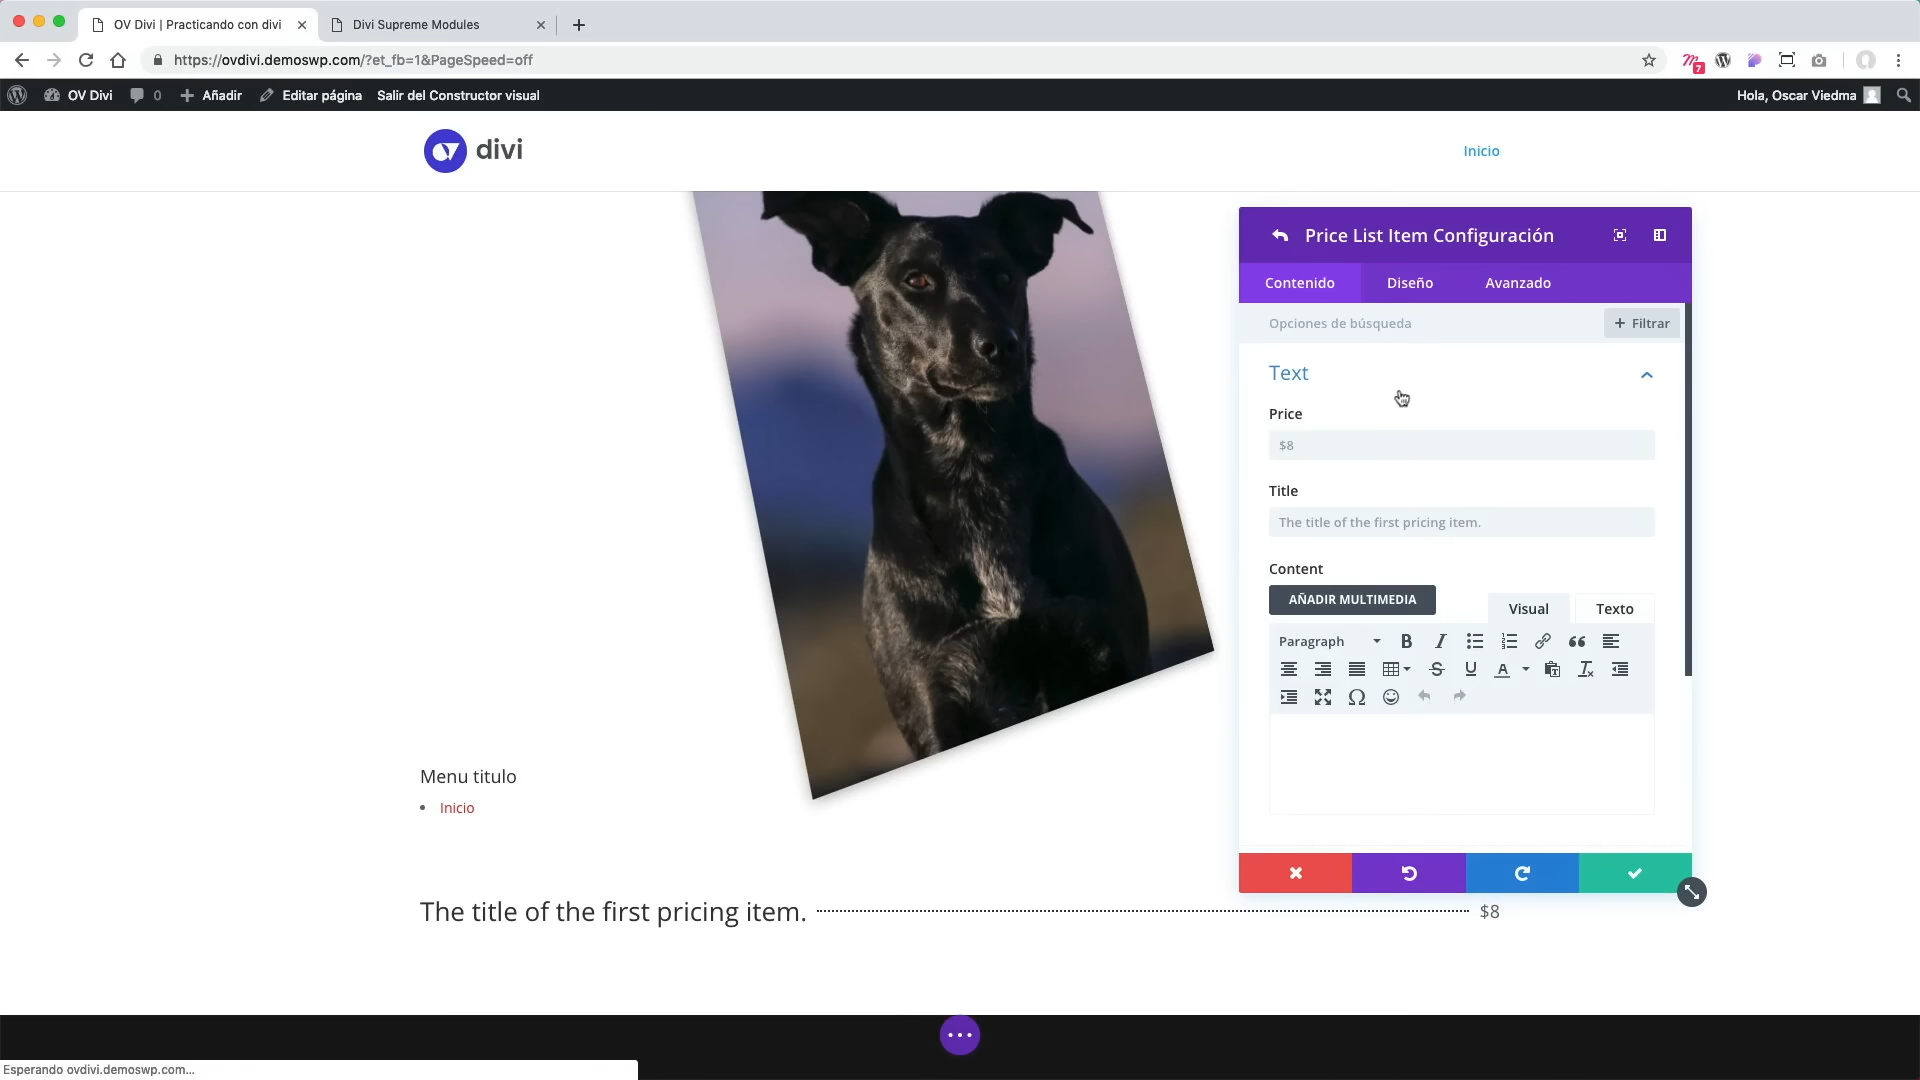 OV Divi | Practicando con divi
Divi Supreme Modules
https://ovdivi.demoswp.com/?et_fb=1&PageSpeed=off
7
OV Divi
0
Añadir
Editar página
Salir del Constructor visual
Hola, Oscar Viedma
divi
Inicio
Price List Item Configuración
Contenido
Diseño
Avanzado
Opciones de búsqueda
+ Filtrar
Text
Price
$8
Title
The title of the first pricing item.
Content
AÑADIR MULTIMEDIA
Visual
Texto
Paragraph
Menu titulo
• Inicio
The title of the first pricing item.
$8
Esperando ovdivi.demoswp.com...